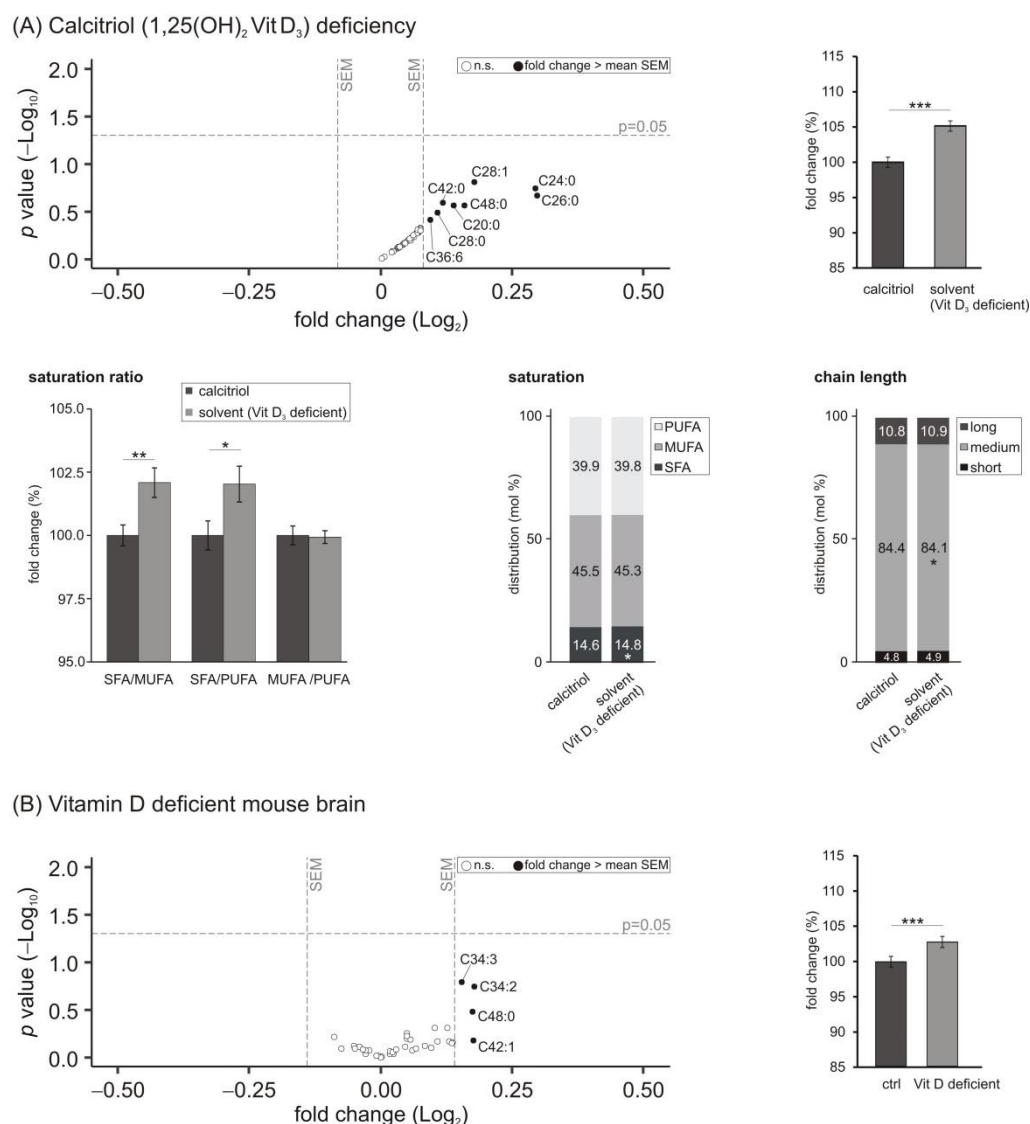 (A) Calcitriol (1,25(OH)₂ Vit D₃) deficiency
p value (−Log₁₀)
2.0
1.5
1.0
0.5
0.0
SEM
SEM
n.s. fold change > mean SEM
p=0.05
C28:1
C24:0
C42:0
C26:0
C48:0
C20:0
C28:0
C36:6
−0.50 −0.25 0 0.25 0.50
fold change (Log₂)
fold change (%)
115
110
105
100
95
90
85
***
calcitriol solvent
(Vit D₃ deficient)
saturation ratio
calcitriol
solvent (Vit D₃ deficient)
fold change (%)
105.0
102.5
100.0
97.5
95.0
** *
SFA/MUFA SFA/PUFA MUFA /PUFA
saturation
distribution (mol %)
100
50
0
PUFA
MUFA
SFA
39.9 39.8
45.5 45.3
14.6 14.8
*
calcitriol
solvent
(Vit D₃ deficient)
chain length
distribution (mol %)
100
50
0
long
medium
short
10.8 10.9
84.4 84.1
*
4.8 4.9
calcitriol
solvent
(Vit D₃ deficient)
(B) Vitamin D deficient mouse brain
p value (−Log₁₀)
2.0
1.5
1.0
0.5
0.0
SEM
SEM
n.s. fold change > mean SEM
p=0.05
C34:3
C34:2
C48:0
C42:1
−0.50 −0.25 0.00 0.25 0.50
fold change (Log₂)
fold change (%)
115
110
105
100
95
90
85
***
ctrl Vit D deficient